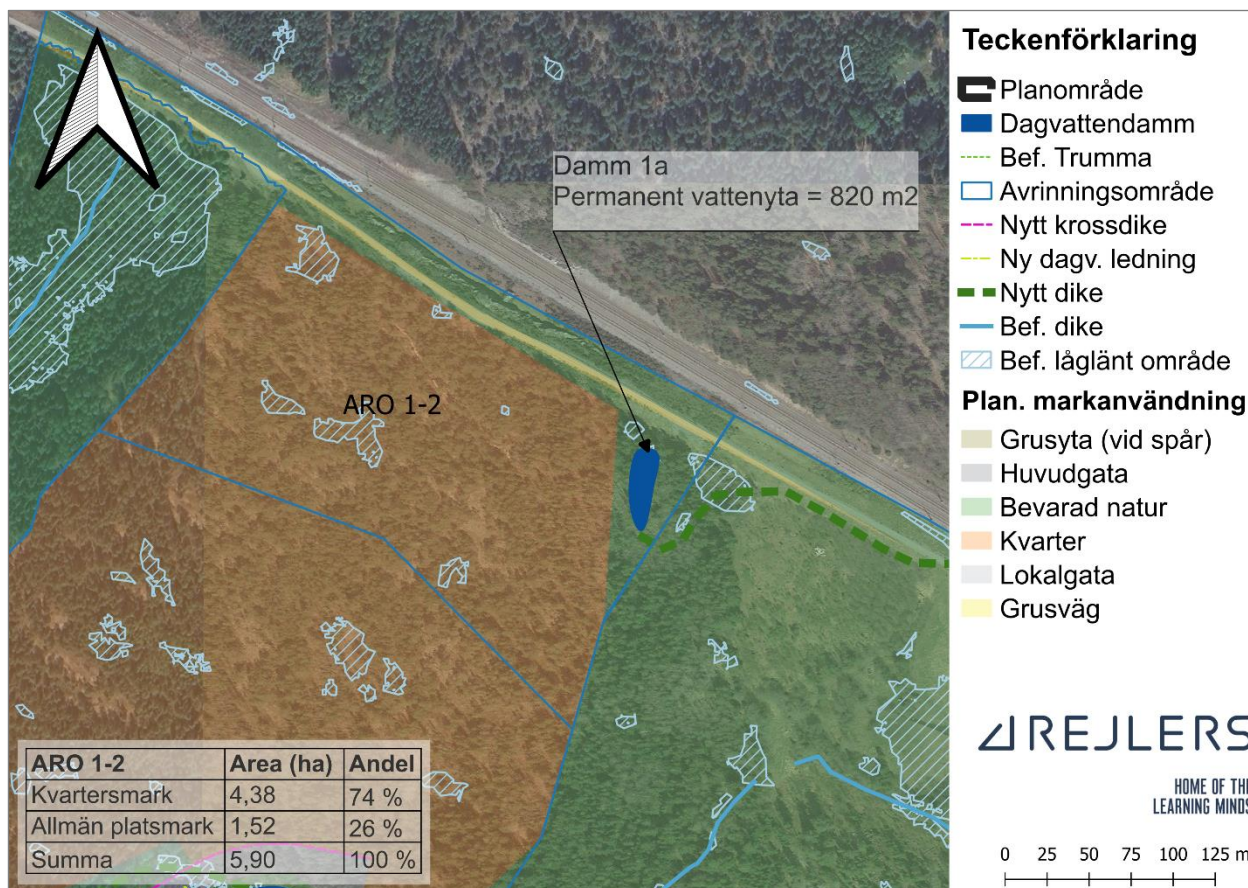 Damm 1a
Permanent vattenyta = 820 m2
ARO 1-2
ARO 1-2 Area (ha) Andel
Kvartersmark 4,38 74 %
Allmän platsmark 1,52 26 %
Summa 5,90 100 %
Teckenförklaring
Planområde
Dagvattendamm
Bef. Trumma
Avrinningsområde
Nytt krossdike
Ny dagv. ledning
Nytt dike
Bef. dike
Bef. låglänt område
Plan. markanvändning
Grusyta (vid spår)
Huvudgata
Bevarad natur
Kvarter
Lokalgata
Grusväg
REJLERS
HOME OF THE
LEARNING MINDS
0 25 50 75 100 125 m